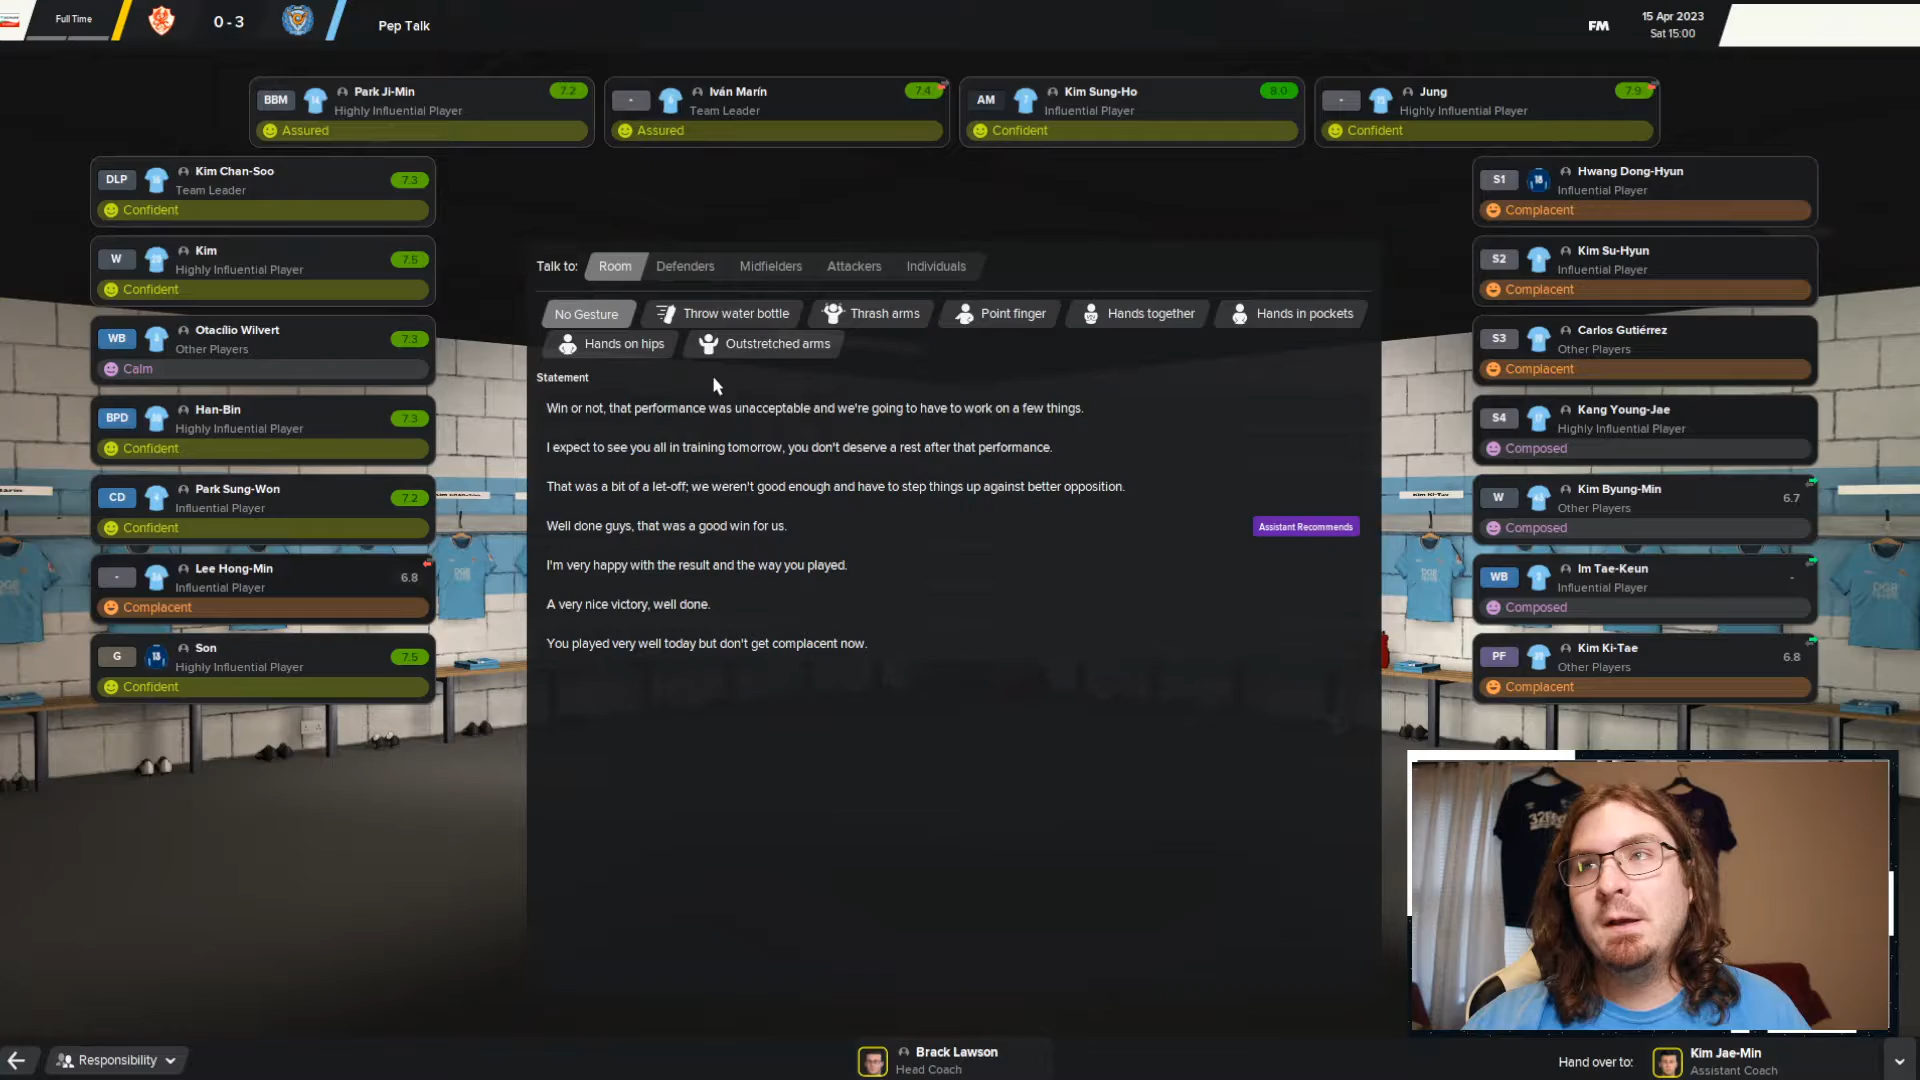 Full Time
0 - 3
Pep Talk
FM
15 Apr 2023
Sat 15:00
BBM
Park Ji-Min
Highly Influential Player
7.2
Assured
-
Iván Marín
Team Leader
7.4
Assured
AM
Kim Sung-Ho
Influential Player
8.0
Confident
-
Jung
Highly Influential Player
7.9
Confident
DLP
Kim Chan-Soo
Team Leader
7.3
Confident
W
Kim
Highly Influential Player
7.5
Confident
WB
Otacílio Wilvert
Other Players
7.3
Calm
BPD
Han-Bin
Highly Influential Player
7.3
Confident
CD
Park Sung-Won
Influential Player
7.2
Confident
-
Lee Hong-Min
Influential Player
6.8
Complacent
G
Son
Highly Influential Player
7.5
Confident
Talk to:
Room
Defenders
Midfielders
Attackers
Individuals
No Gesture
Throw water bottle
Thrash arms
Point finger
Hands together
Hands in pockets
Hands on hips
Outstretched arms
Statement
Win or not, that performance was unacceptable and we're going to have to work on a few things.
I expect to see you all in training tomorrow, you don't deserve a rest after that performance.
That was a bit of a let-off; we weren't good enough and have to step things up against better opposition.
Well done guys, that was a good win for us.
Assistant Recommends
I'm very happy with the result and the way you played.
A very nice victory, well done.
You played very well today but don't get complacent now.
S1
Hwang Dong-Hyun
Influential Player
Complacent
S2
Kim Su-Hyun
Influential Player
Complacent
S3
Carlos Gutiérrez
Other Players
Complacent
S4
Kang Young-Jae
Highly Influential Player
Composed
W
Kim Byung-Min
Other Players
6.7
Composed
WB
Im Tae-Keun
Influential Player
-
Composed
PF
Kim Ki-Tae
Other Players
6.8
Complacent
Responsibility
Brack Lawson
Head Coach
Hand over to:
Kim Jae-Min
Assistant Coach